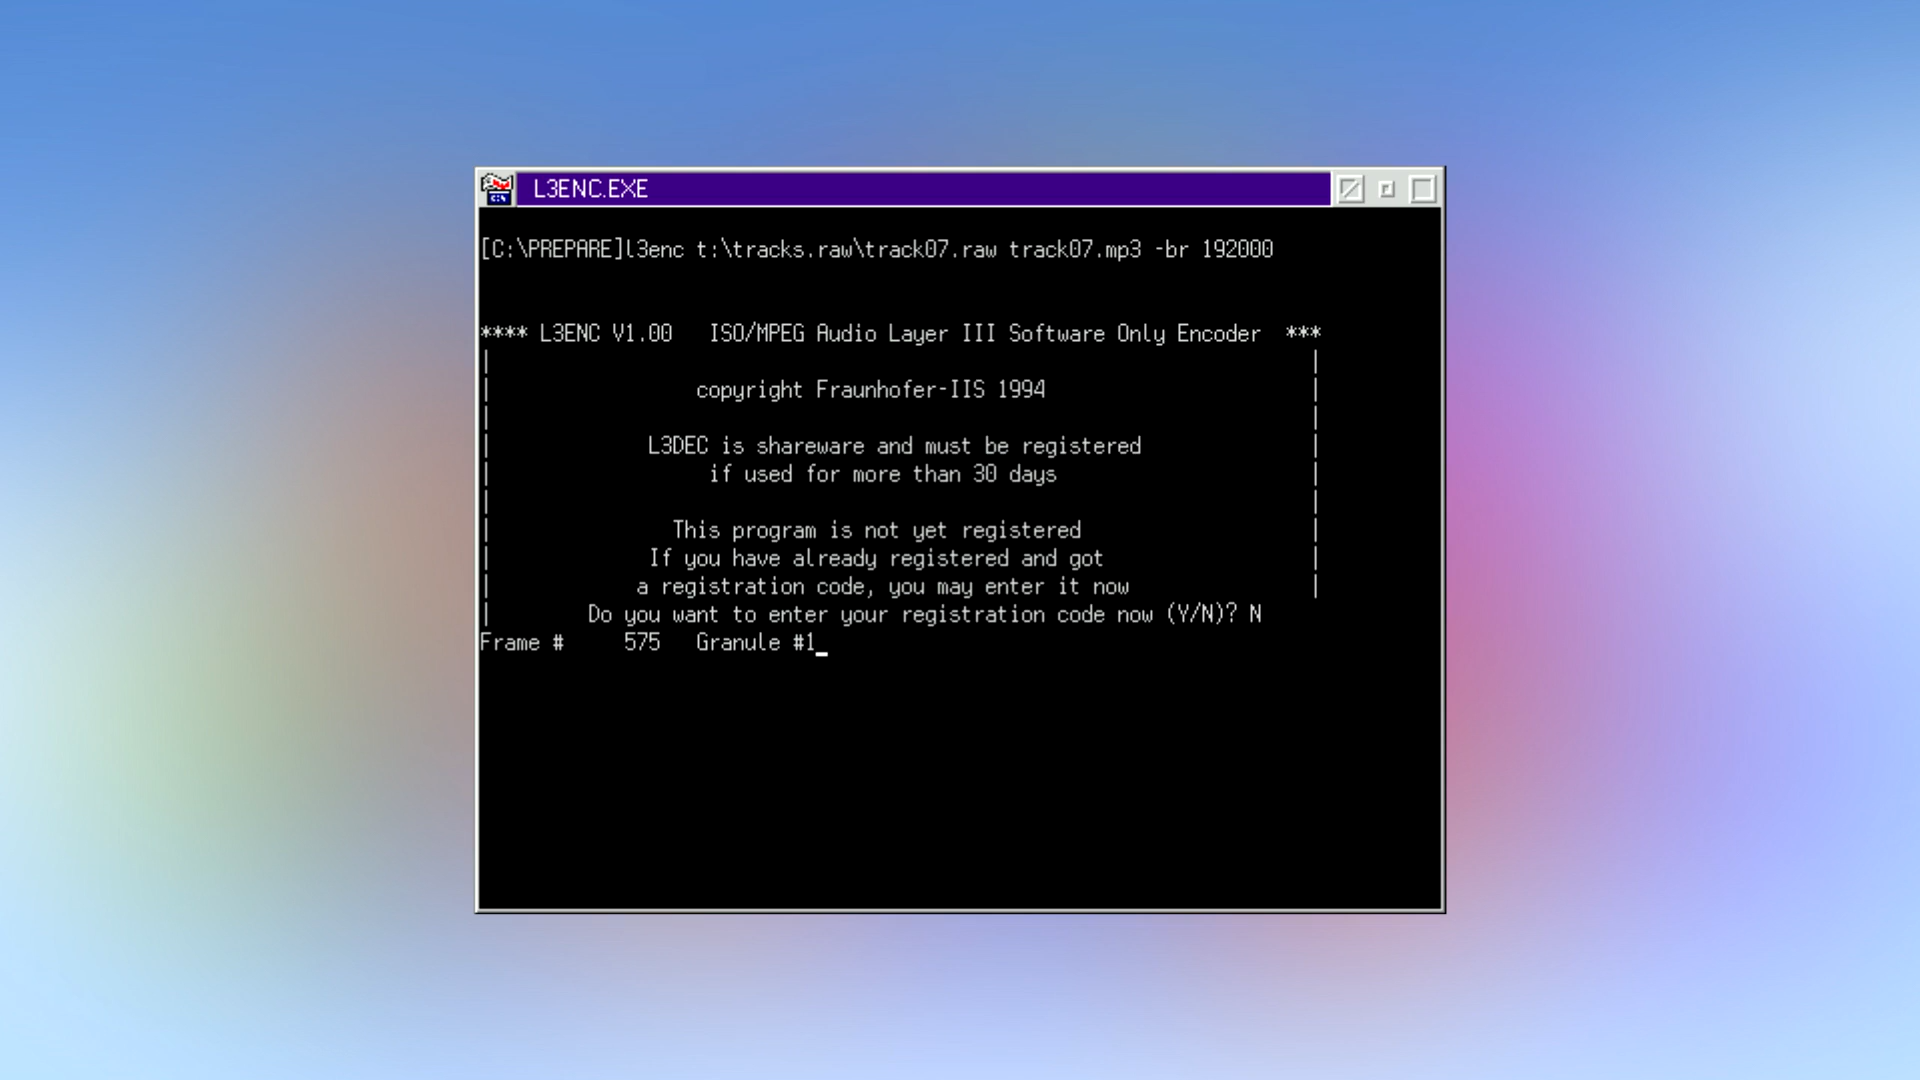 L3ENC.EXE
[C:\PREPARE]l3enc t:\tracks.raw\track07.raw track07.mp3 -br 192000
**** L3ENC V1.00 ISO/MPEG Audio Layer III Software Only Encoder ***
| |
| copyright Fraunhofer-IIS 1994 |
| |
| L3DEC is shareware and must be registered |
| if used for more than 30 days |
| |
| This program is not yet registered |
| If you have already registered and got |
| a registration code, you may enter it now |
| Do you want to enter your registration code now (Y/N)? N
Frame # 575 Granule #1_